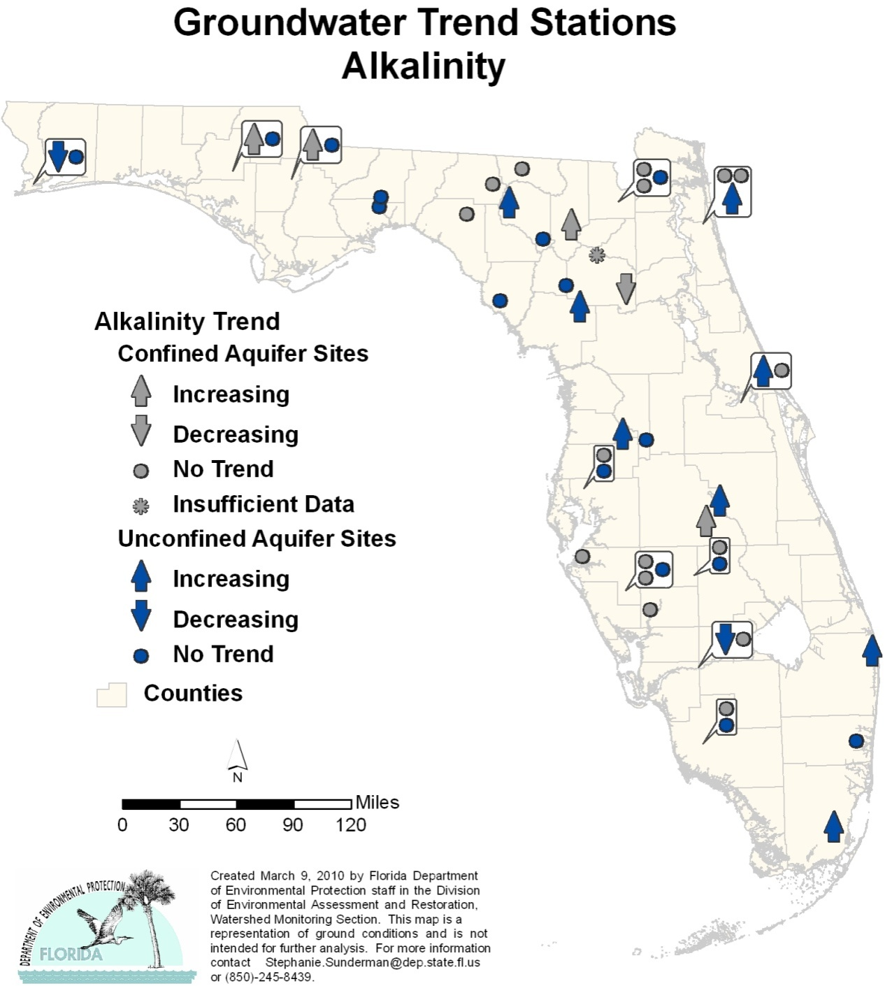 Groundwater Trend Stations
Alkalinity
Alkalinity Trend
Confined Aquifer Sites
Increasing
Decreasing
No Trend
Insufficient Data
Unconfined Aquifer Sites
Increasing
Decreasing
No Trend
Counties
N
Miles
0 30 60 90 120
DEPARTMENT OF ENVIRONMENTAL PROTECTION
FLORIDA
Created March 9, 2010 by Florida Department
of Environmental Protection staff in the Division
of Environmental Assessment and Restoration,
Watershed Monitoring Section. This map is a
representation of ground conditions and is not
intended for further analysis. For more information
contact Stephanie.Sunderman@dep.state.fl.us
or (850)-245-8439.